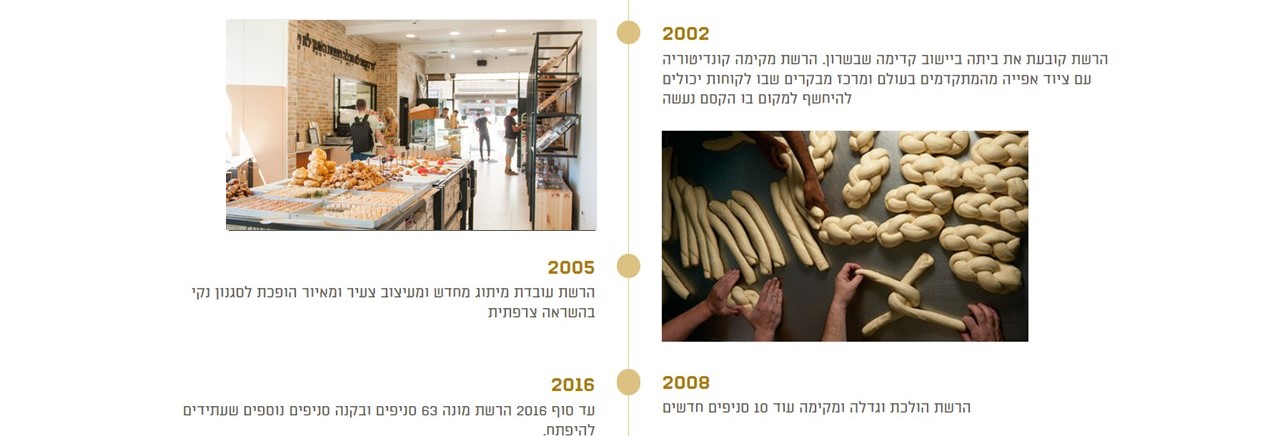 2002
הרשת קובעת את ביתה ביישוב קדימה שבשרון. הרשת מקימה קונדיטוריה
עם ציוד אפייה מהמתקדמים בעולם ומרכז מבקרים שבו לקוחות יכולים
להיחשף למקום בו הקסם נעשה
2005
הרשת עובדת מיתוג מחדש ומעיצוב צעיר ומאיור הופכת לסגנון נקי
בהשראה צרפתית
2008
הרשת הולכת וגדלה ומקימה עוד 10 סניפים חדשים
2016
עד סוף 2016 הרשת מונה 63 סניפים ובקנה סניפים נוספים שעתידים
להיפתח.